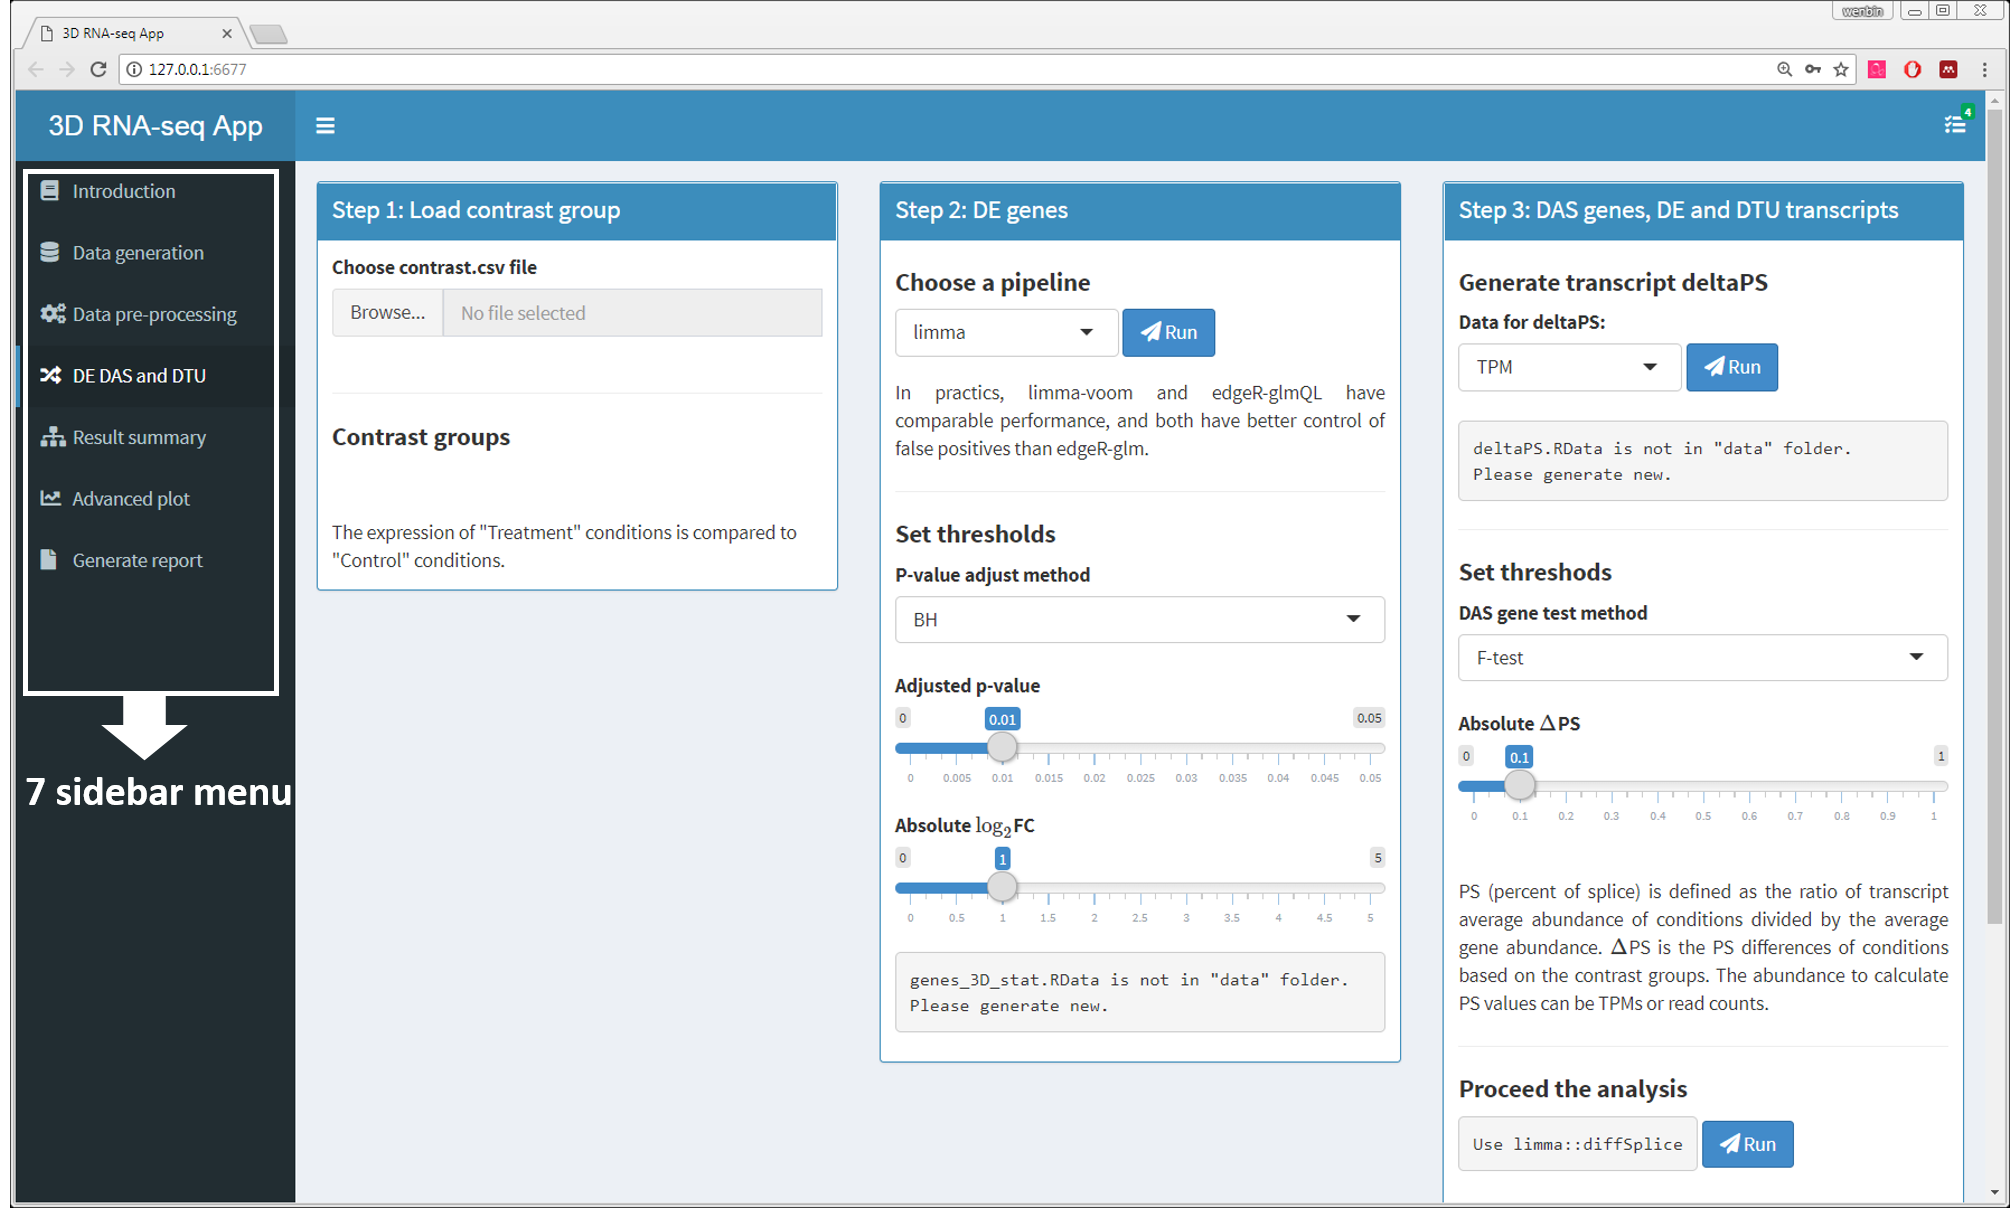 wenbin
3D RNA-seq App
127.0.0.1:6677
3D RNA-seq App
4
Introduction
Data generation
Data pre-processing
DE DAS and DTU
Result summary
Advanced plot
Generate report
7 sidebar menu
Step 1: Load contrast group
Choose contrast.csv file
Browse... No file selected
Contrast groups
The expression of "Treatment" conditions is compared to
"Control" conditions.
Step 2: DE genes
Choose a pipeline
limma Run
In practics, limma-voom and edgeR-glmQL have
comparable performance, and both have better control of
false positives than edgeR-glm.
Set thresholds
P-value adjust method
BH
Adjusted p-value
0 0.01 0.05
0 0.005 0.01 0.015 0.02 0.025 0.03 0.035 0.04 0.045 0.05
Absolute log2FC
0 1 5
0 0.5 1 1.5 2 2.5 3 3.5 4 4.5 5
genes_3D_stat.RData is not in "data" folder.
Please generate new.
Step 3: DAS genes, DE and DTU transcripts
Generate transcript deltaPS
Data for deltaPS:
TPM Run
deltaPS.RData is not in "data" folder.
Please generate new.
Set threshods
DAS gene test method
F-test
Absolute ΔPS
0 0.1 1
0 0.1 0.2 0.3 0.4 0.5 0.6 0.7 0.8 0.9 1
PS (percent of splice) is defined as the ratio of transcript
average abundance of conditions divided by the average
gene abundance. ΔPS is the PS differences of conditions
based on the contrast groups. The abundance to calculate
PS values can be TPMs or read counts.
Proceed the analysis
Use limma::diffSplice Run